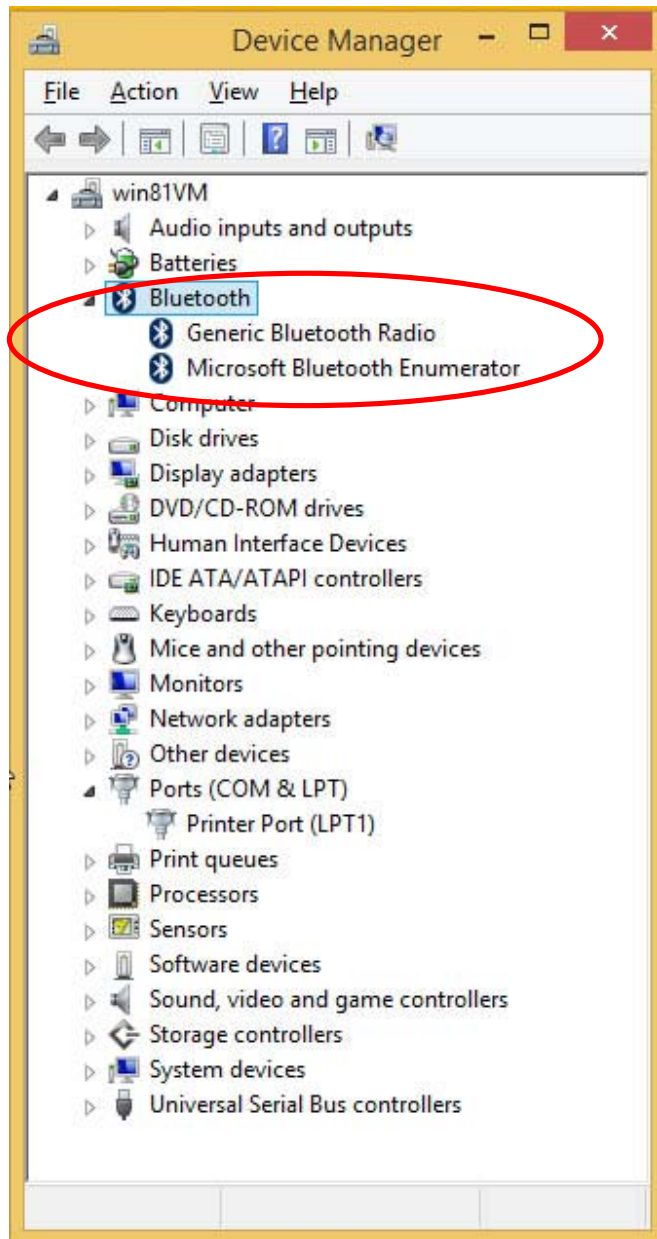 Device Manager
File Action View Help
win81VM
Audio inputs and outputs
Batteries
Bluetooth
Generic Bluetooth Radio
Microsoft Bluetooth Enumerator
Computer
Disk drives
Display adapters
DVD/CD-ROM drives
Human Interface Devices
IDE ATA/ATAPI controllers
Keyboards
Mice and other pointing devices
Monitors
Network adapters
Other devices
Ports (COM & LPT)
Printer Port (LPT1)
Print queues
Processors
Sensors
Software devices
Sound, video and game controllers
Storage controllers
System devices
Universal Serial Bus controllers